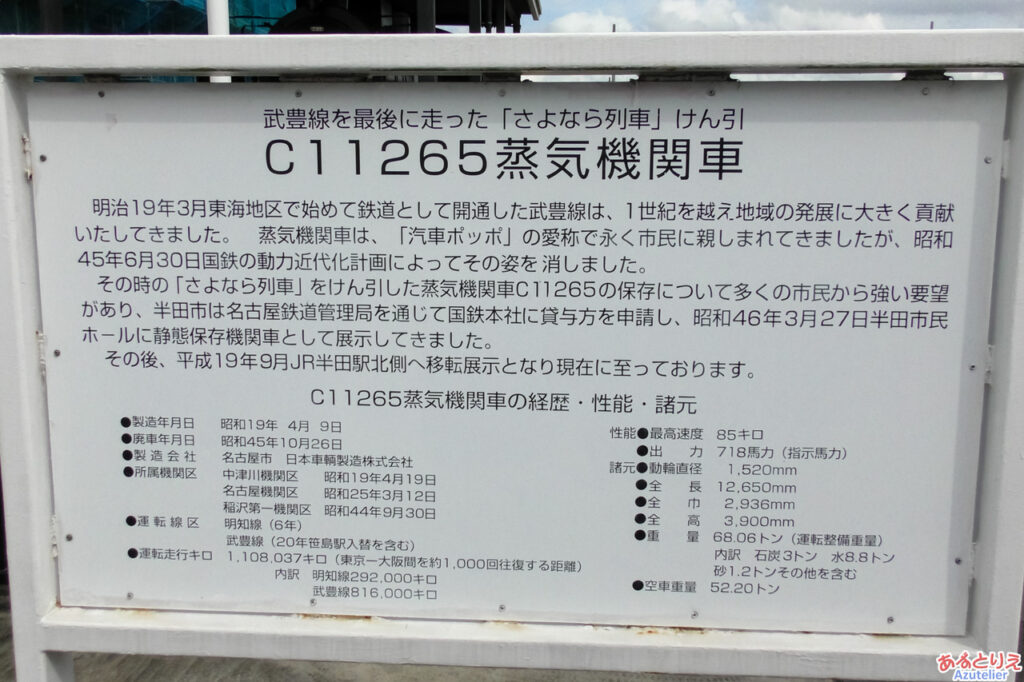 武豊線を最後に走った「さよなら列車」けん引
C11265蒸気機関車
明治19年3月東海地区で始めて鉄道として開通した武豊線は、1世紀を越え地域の発展に大きく貢献
いたしてきました。 蒸気機関車は、「汽車ポッポ」の愛称で永く市民に親しまれてきましたが、昭和
45年6月30日国鉄の動力近代化計画によってその姿を消しました。
その時の「さよなら列車」をけん引した蒸気機関車C11265の保存について多くの市民から強い要望
があり、半田市は名古屋鉄道管理局を通じて国鉄本社に貸与方を申請し、昭和46年3月27日半田市民
ホールに静態保存機関車として展示してきました。
その後、平成19年9月JR半田駅北側へ移転展示となり現在に至っております。
C11265蒸気機関車の経歴・性能・諸元
●製造年月日 昭和19年 4月 9日
●廃車年月日 昭和45年10月26日
●製造会社 名古屋市 日本車輌製造株式会社
●所属機関区 中津川機関区 昭和19年4月19日
名古屋機関区 昭和25年3月12日
稲沢第一機関区 昭和44年9月30日
●運転線区 明知線(6年)
武豊線(20年笹島駅入替を含む)
●運転走行キロ 1,108,037キロ(東京ー大阪間を約1,000回往復する距離)
内訳 明知線292,000キロ
武豊線816,000キロ
性能●最高速度 85キロ
●出 力 718馬力(指示馬力)
諸元●動輪直径 1,520mm
●全 長 12,650mm
●全 巾 2,936mm
●全 高 3,900mm
●重 量 68.06トン(運転整備重量)
内訳 石炭3トン 水8.8トン
砂1.2トンその他を含む
●空車重量 52.20トン
あるとりえ
Azutelier